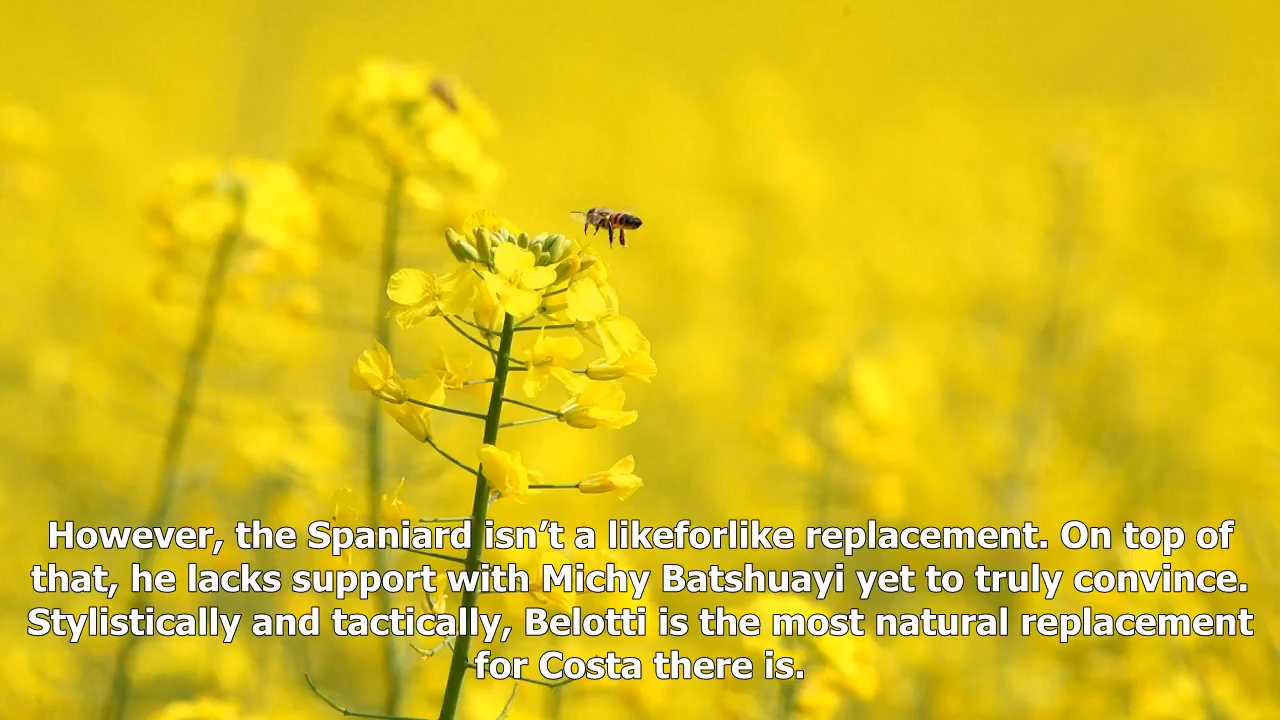 However, the Spaniard isn’t a likeforlike replacement. On top of
that, he lacks support with Michy Batshuayi yet to truly convince.
Stylistically and tactically, Belotti is the most natural replacement
for Costa there is.